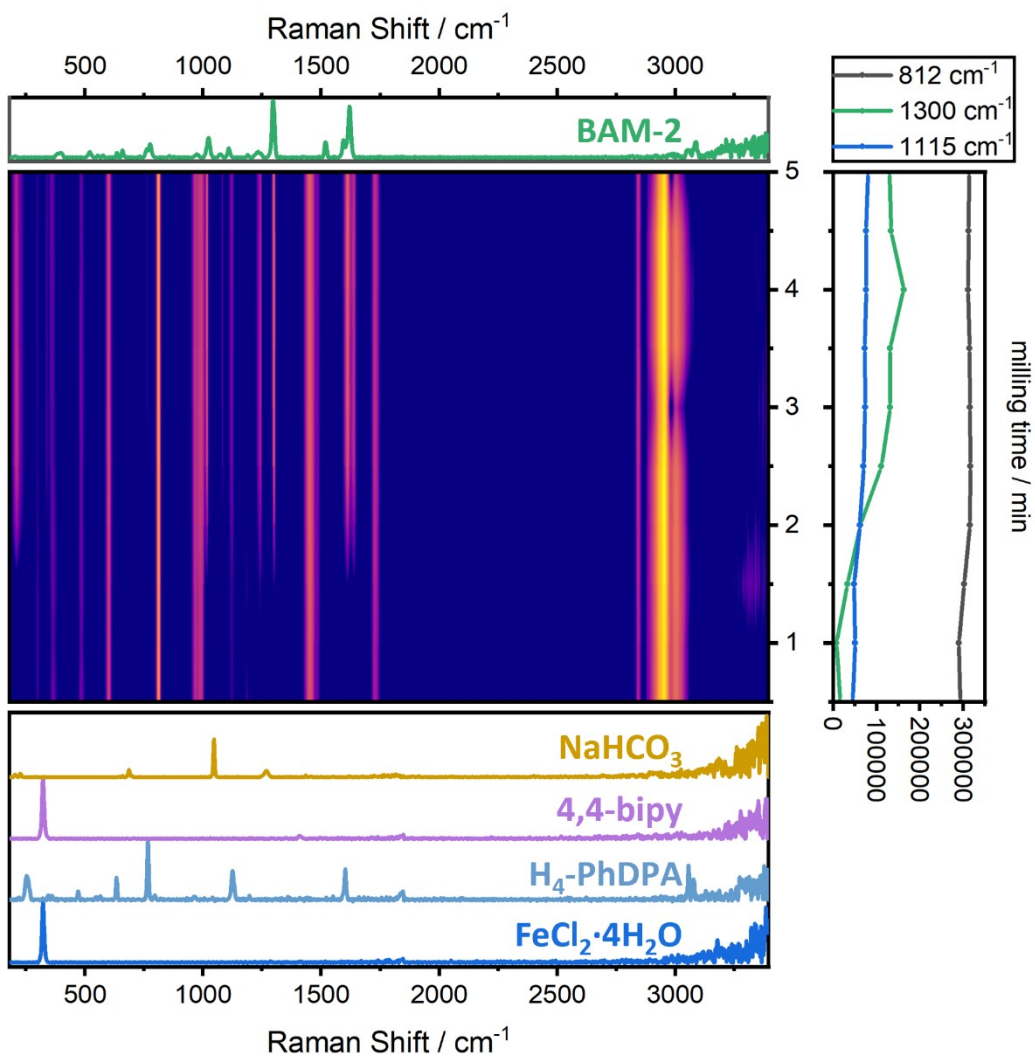 Raman Shift / cm⁻¹
500 1000 1500 2000 2500 3000
BAM-2
812 cm⁻¹
1300 cm⁻¹
1115 cm⁻¹
5
4
3
2
1
milling time / min
0 100000 200000 300000
NaHCO₃
4,4-bipy
H₄-PhDPA
FeCl₂·4H₂O
500 1000 1500 2000 2500 3000
Raman Shift / cm⁻¹